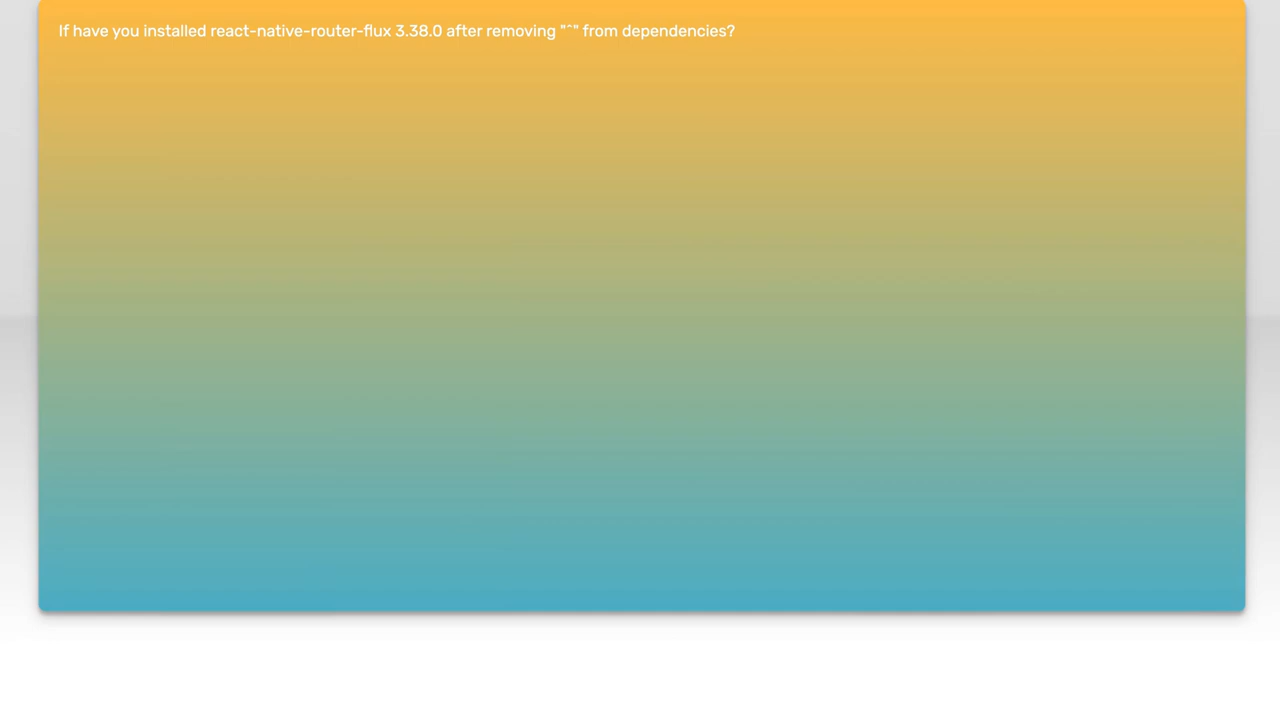 If have you installed react-native-router-flux 3.38.0 after removing "^" from dependencies?